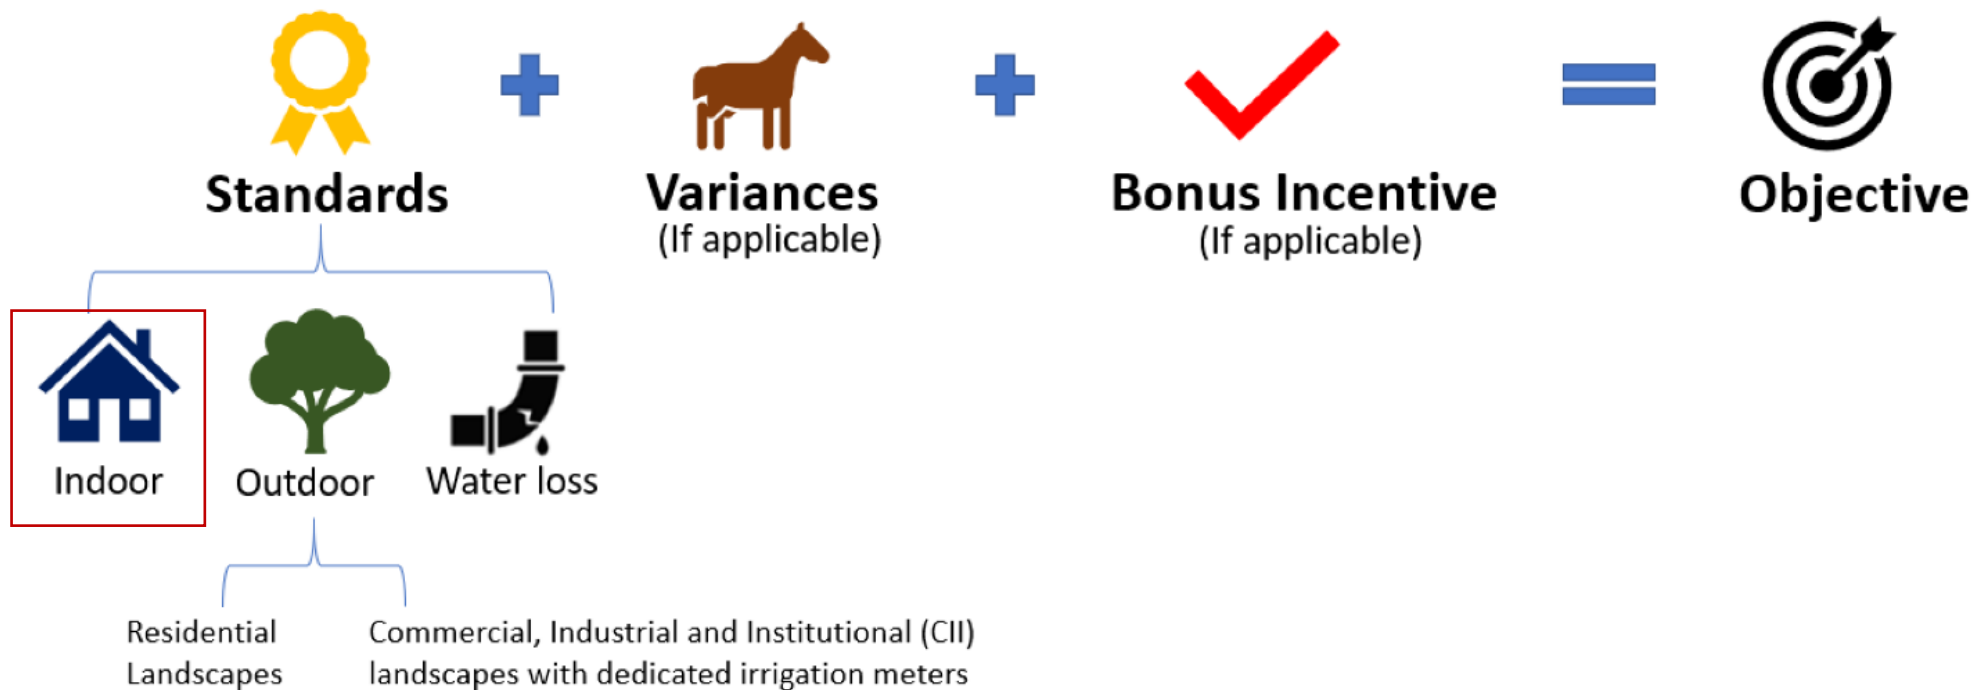 Standards
Variances
(If applicable)
Bonus Incentive
(If applicable)
Objective
Indoor
Outdoor
Water loss
Residential
Landscapes
Commercial, Industrial and Institutional (CII)
landscapes with dedicated irrigation meters